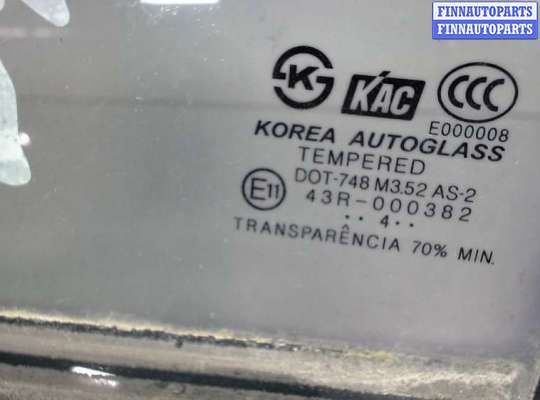 FINNAUTOPARTS
FINNAUTOPARTS
K KAC CCC
E000008
KOREA AUTOGLASS
TEMPERED
DOT-748 M3.52 AS-2
E11 43R-000382
·· 4 ··
TRANSPARÊNCIA 70% MIN.